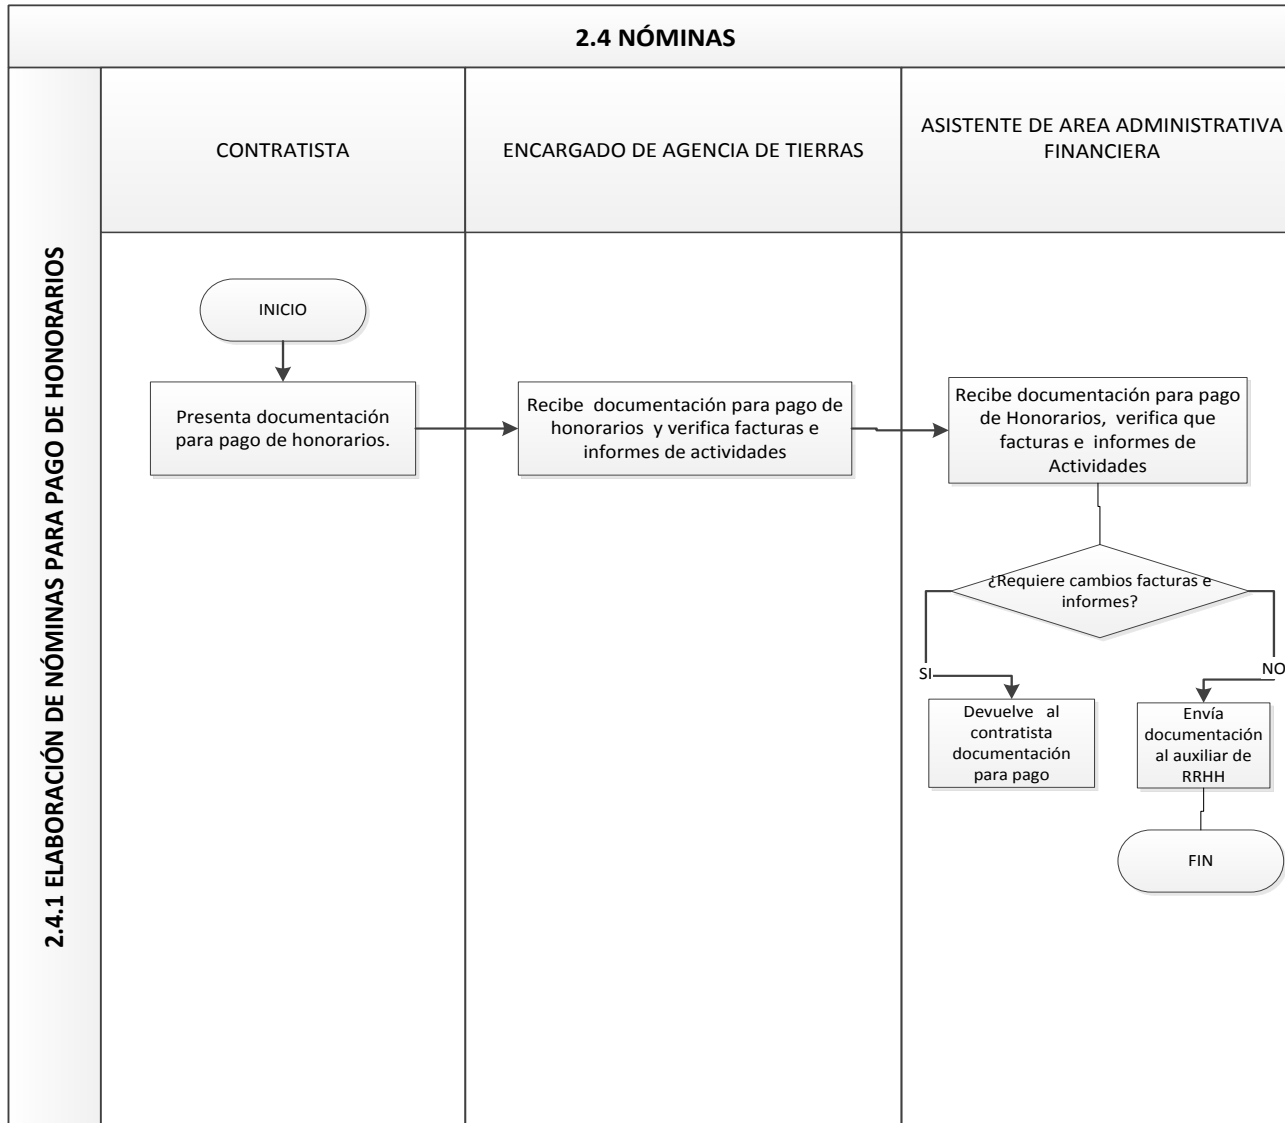 2.4 NÓMINAS
2.4.1 ELABORACIÓN DE NÓMINAS PARA PAGO DE HONORARIOS
CONTRATISTA
ENCARGADO DE AGENCIA DE TIERRAS
ASISTENTE DE AREA ADMINISTRATIVA
FINANCIERA
INICIO
Presenta documentación
para pago de honorarios.
Recibe documentación para pago de
honorarios y verifica facturas e
informes de actividades
Recibe documentación para pago
de Honorarios, verifica que
facturas e informes de
Actividades
¿Requiere cambios facturas e
informes?
SI
NO
Devuelve al
contratista
documentación
para pago
Envía
documentación
al auxiliar de
RRHH
FIN